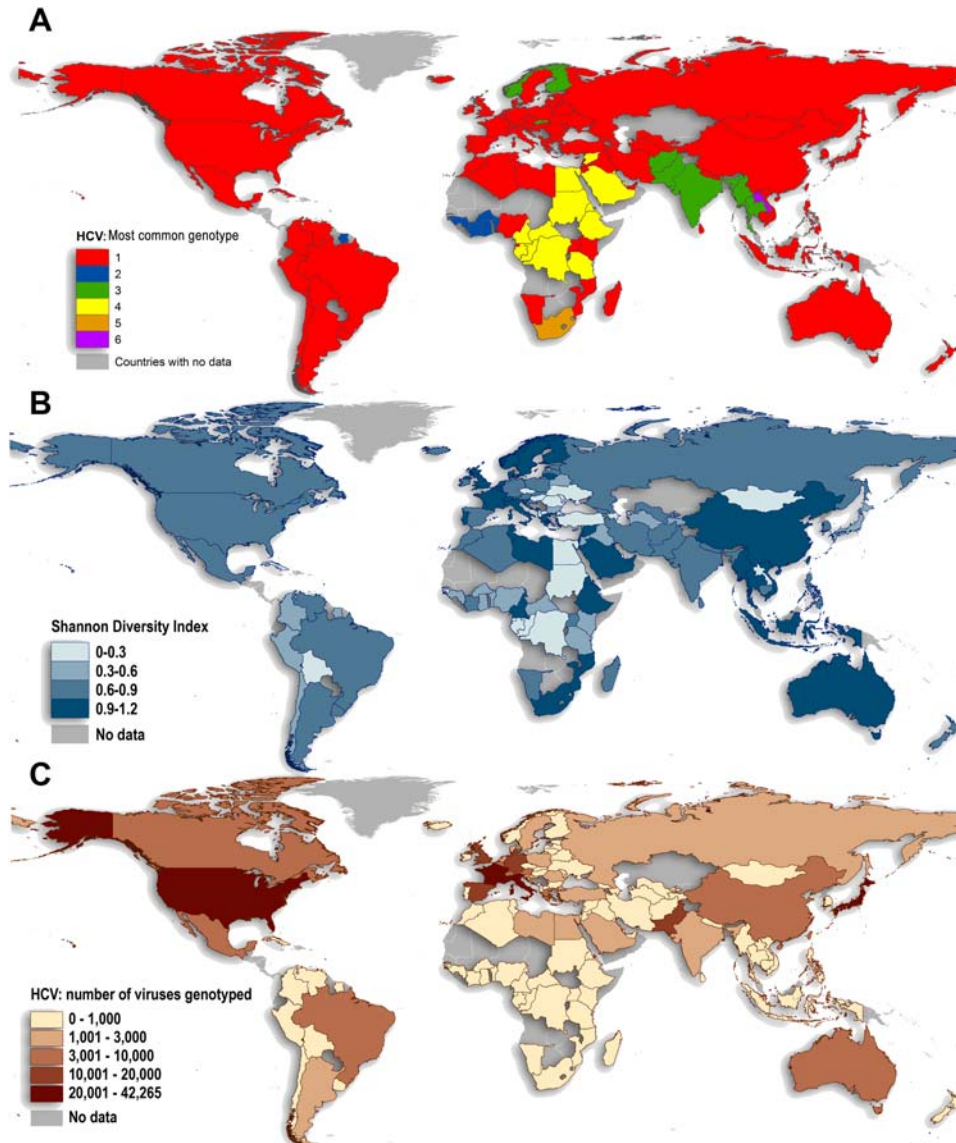 A
HCV: Most common genotype
1
2
3
4
5
6
Countries with no data
B
Shannon Diversity Index
0-0.3
0.3-0.6
0.6-0.9
0.9-1.2
No data
C
HCV: number of viruses genotyped
0 - 1,000
1,001 - 3,000
3,001 - 10,000
10,001 - 20,000
20,001 - 42,265
No data